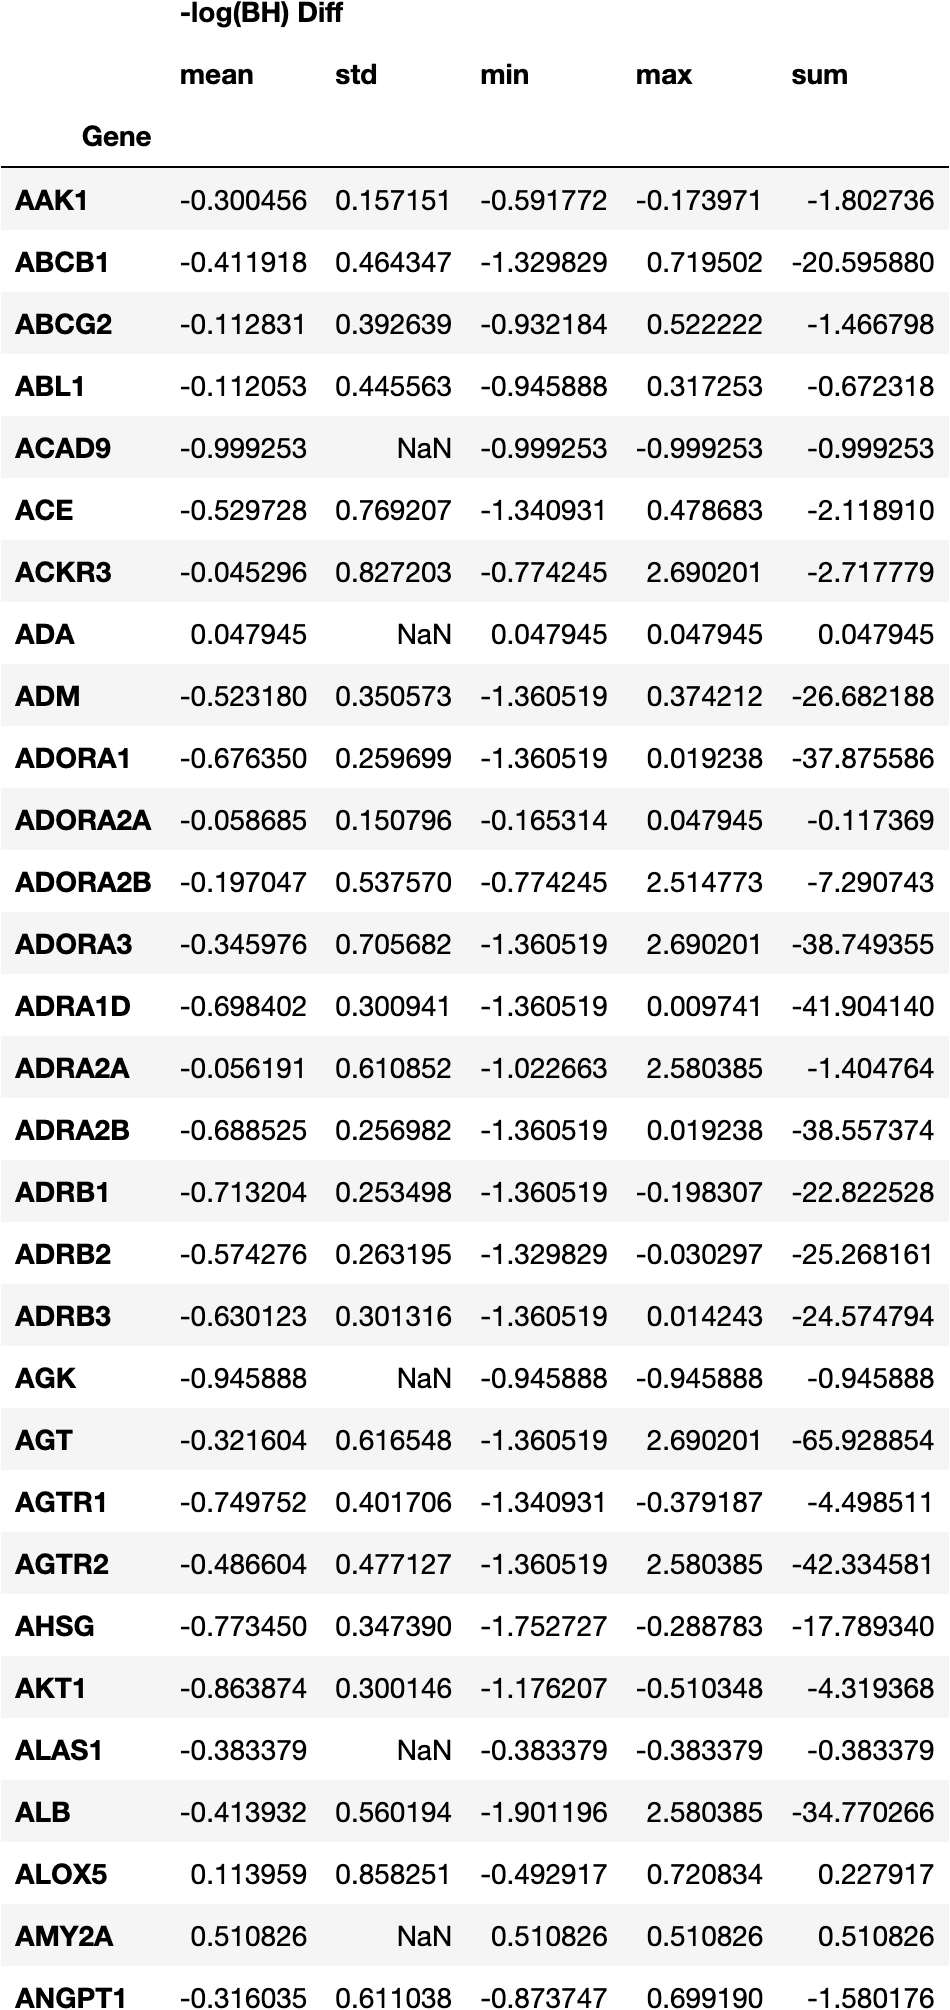 -log(BH) Diff
mean std min max sum
Gene
AAK1 -0.300456 0.157151 -0.591772 -0.173971 -1.802736
ABCB1 -0.411918 0.464347 -1.329829 0.719502 -20.595880
ABCG2 -0.112831 0.392639 -0.932184 0.522222 -1.466798
ABL1 -0.112053 0.445563 -0.945888 0.317253 -0.672318
ACAD9 -0.999253 NaN -0.999253 -0.999253 -0.999253
ACE -0.529728 0.769207 -1.340931 0.478683 -2.118910
ACKR3 -0.045296 0.827203 -0.774245 2.690201 -2.717779
ADA 0.047945 NaN 0.047945 0.047945 0.047945
ADM -0.523180 0.350573 -1.360519 0.374212 -26.682188
ADORA1 -0.676350 0.259699 -1.360519 0.019238 -37.875586
ADORA2A -0.058685 0.150796 -0.165314 0.047945 -0.117369
ADORA2B -0.197047 0.537570 -0.774245 2.514773 -7.290743
ADORA3 -0.345976 0.705682 -1.360519 2.690201 -38.749355
ADRA1D -0.698402 0.300941 -1.360519 0.009741 -41.904140
ADRA2A -0.056191 0.610852 -1.022663 2.580385 -1.404764
ADRA2B -0.688525 0.256982 -1.360519 0.019238 -38.557374
ADRB1 -0.713204 0.253498 -1.360519 -0.198307 -22.822528
ADRB2 -0.574276 0.263195 -1.329829 -0.030297 -25.268161
ADRB3 -0.630123 0.301316 -1.360519 0.014243 -24.574794
AGK -0.945888 NaN -0.945888 -0.945888 -0.945888
AGT -0.321604 0.616548 -1.360519 2.690201 -65.928854
AGTR1 -0.749752 0.401706 -1.340931 -0.379187 -4.498511
AGTR2 -0.486604 0.477127 -1.360519 2.580385 -42.334581
AHSG -0.773450 0.347390 -1.752727 -0.288783 -17.789340
AKT1 -0.863874 0.300146 -1.176207 -0.510348 -4.319368
ALAS1 -0.383379 NaN -0.383379 -0.383379 -0.383379
ALB -0.413932 0.560194 -1.901196 2.580385 -34.770266
ALOX5 0.113959 0.858251 -0.492917 0.720834 0.227917
AMY2A 0.510826 NaN 0.510826 0.510826 0.510826
ANGPT1 -0.316035 0.611038 -0.873747 0.699190 -1.580176